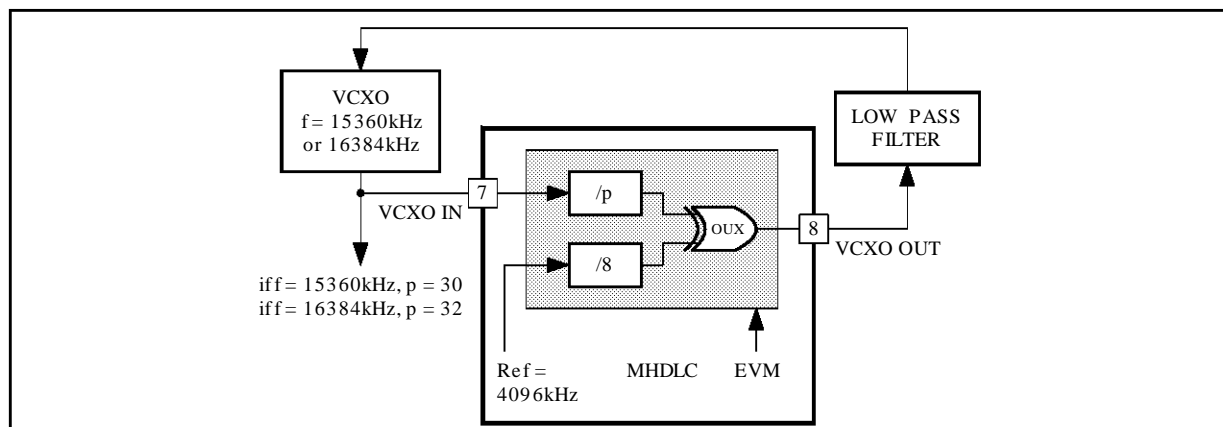 VCXO
f = 15360kHz
or 16384kHz
LOW PASS
FILTER
7
/p
OUX
8
VCXO IN
VCXO OUT
/8
if f = 15360kHz, p = 30
if f = 16384kHz, p = 32
Ref =
4096kHz
MHDLC
EVM